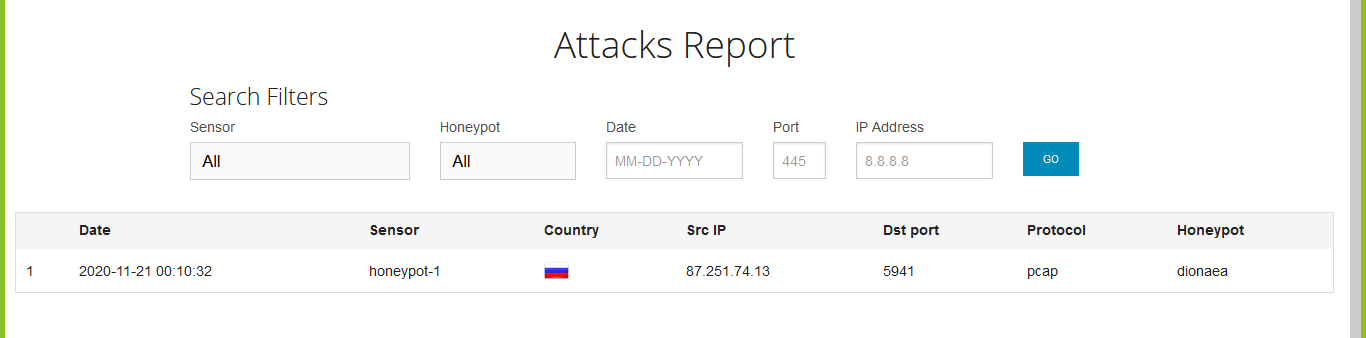 Attacks Report
Search Filters
Sensor Honeypot Date Port IP Address
All All MM-DD-YYYY 445 8.8.8.8 GO
Date Sensor Country Src IP Dst port Protocol Honeypot
1 2020-11-21 00:10:32 honeypot-1 87.251.74.13 5941 pcap dionaea